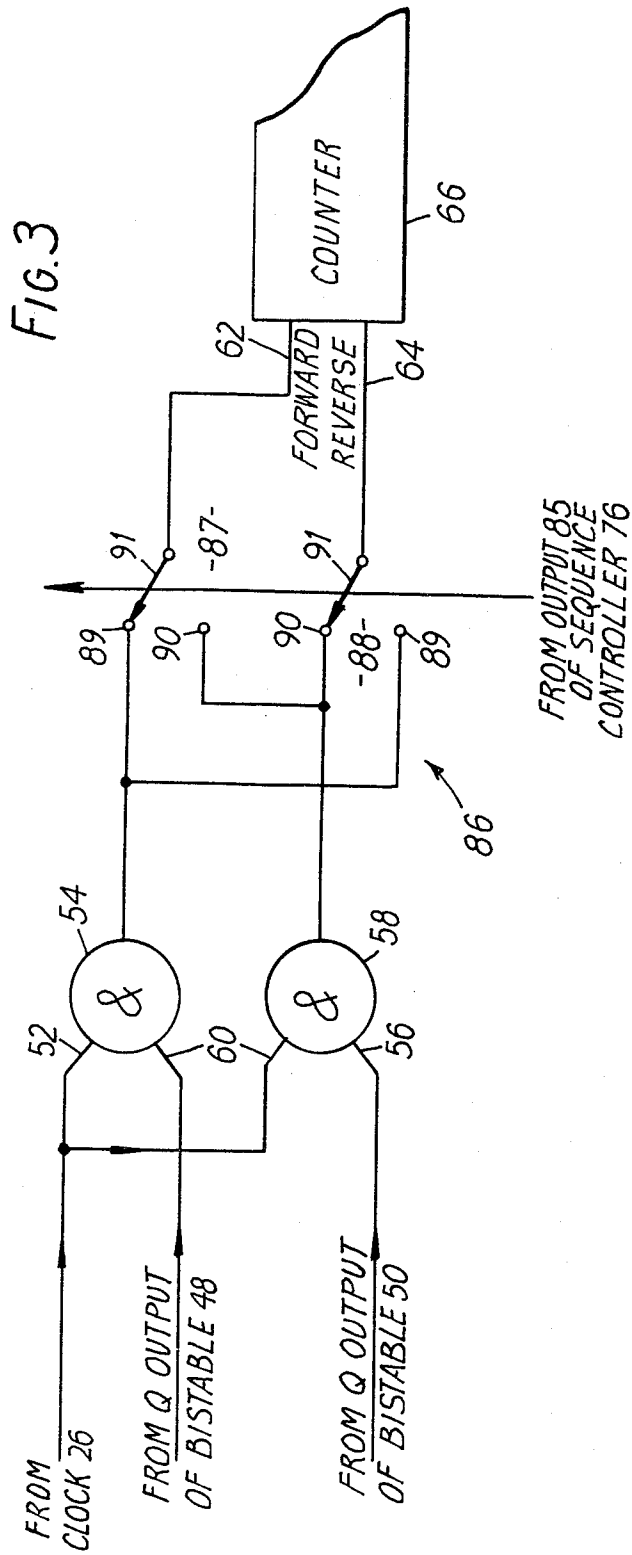 FIG.3
FROM
CLOCK 26
FROM Q OUTPUT
OF BISTABLE 48
FROM Q OUTPUT
OF BISTABLE 50
52
54
&
60
&
58
56
89
91
-87-
90
90
91
-88-
89
86
62
FORWARD
REVERSE
64
COUNTER
66
FROM OUTPUT 85
OF SEQUENCE
CONTROLLER 76